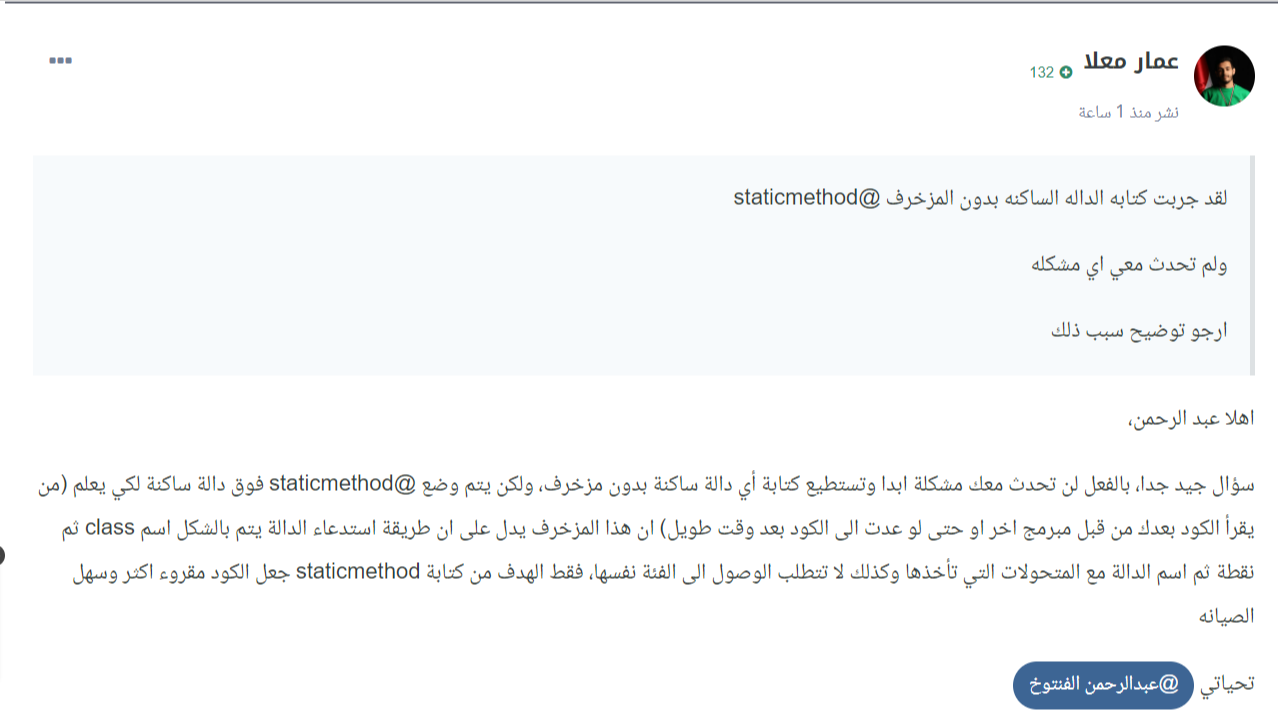 عمار معلا
132
نشر منذ 1 ساعة
لقد جربت كتابه الداله الساكنه بدون المزخرف @staticmethod
ولم تحدث معي اي مشكله
ارجو توضيح سبب ذلك
اهلا عبد الرحمن،
سؤال جيد جدا، بالفعل لن تحدث معك مشكلة ابدا وتستطيع كتابة أي دالة ساكنة بدون مزخرف، ولكن يتم وضع @staticmethod فوق دالة ساكنة لكي يعلم (من
يقرأ الكود بعدك من قبل مبرمج اخر او حتى لو عدت الى الكود بعد وقت طويل) ان هذا المزخرف يدل على ان طريقة استدعاء الدالة يتم بالشكل اسم class ثم
نقطة ثم اسم الدالة مع المتحولات التي تأخذها وكذلك لا تتطلب الوصول الى الفئة نفسها، فقط الهدف من كتابة staticmethod جعل الكود مقروء اكثر وسهل
الصيانه
تحياتي @عبدالرحمن الفنتوخ